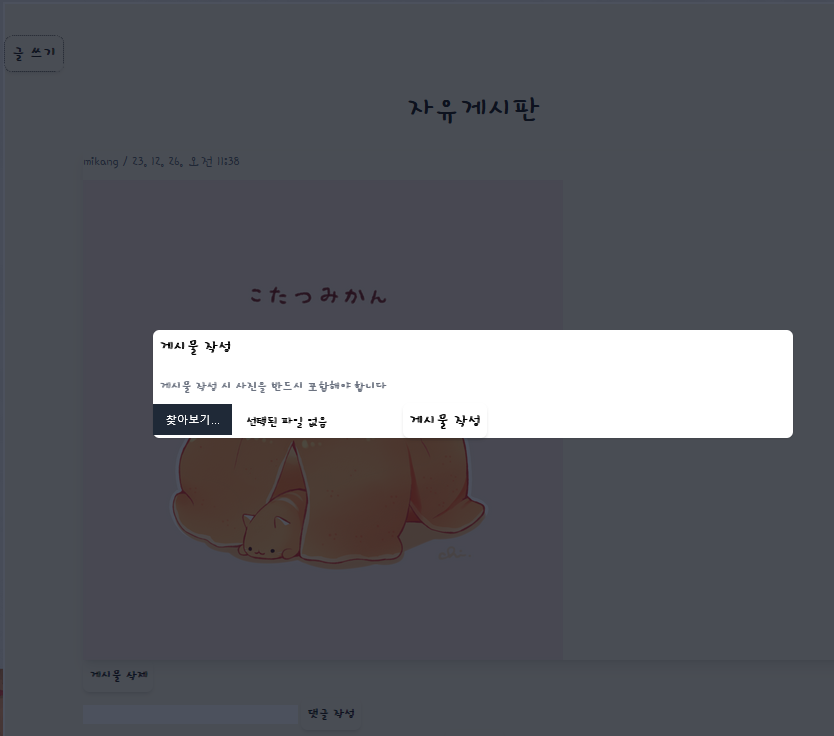 글 쓰기
자유게시판
mikang / 23. 12. 26. 오전 11:38
こたつみかん
게시물 작성
게시물 작성 시 사진을 반드시 포함해야 합니다
찾아보기... 선택된 파일 없음 게시물 작성
게시물 삭제
댓글 작성